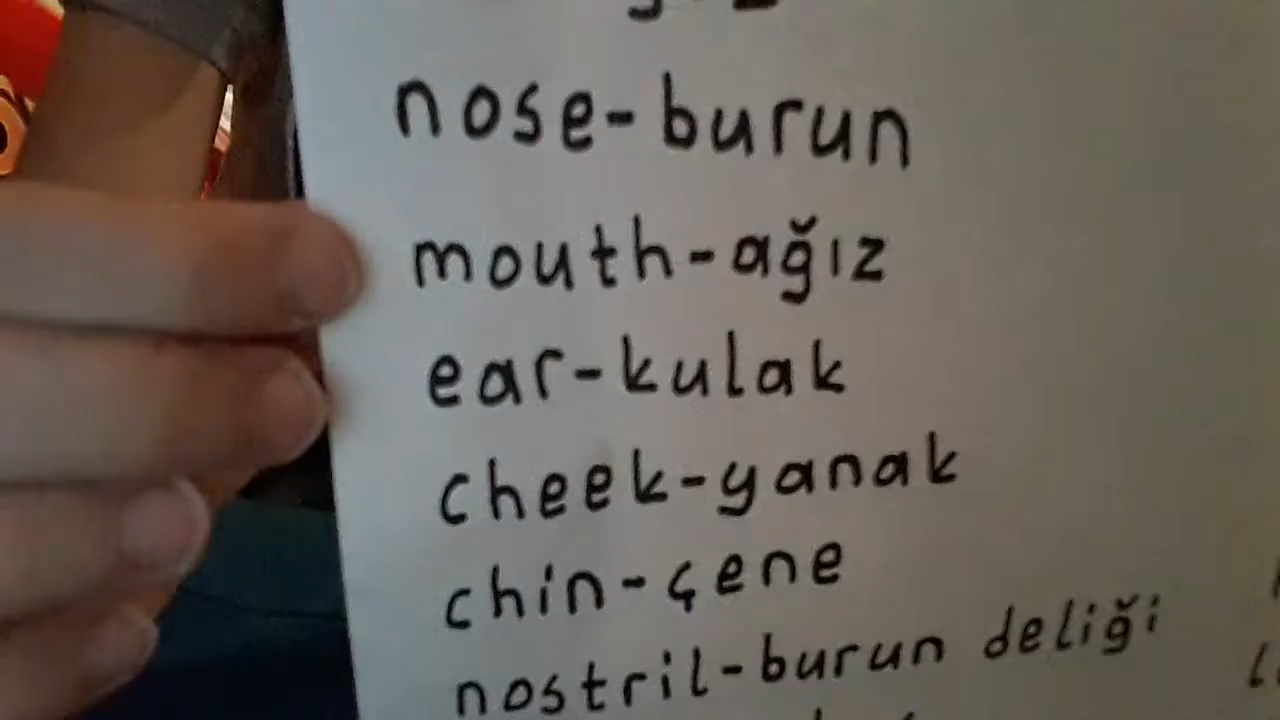 nose-burun
mouth-ağız
ear-kulak
cheek-yanak
chin-çene
nostril-burun deliği